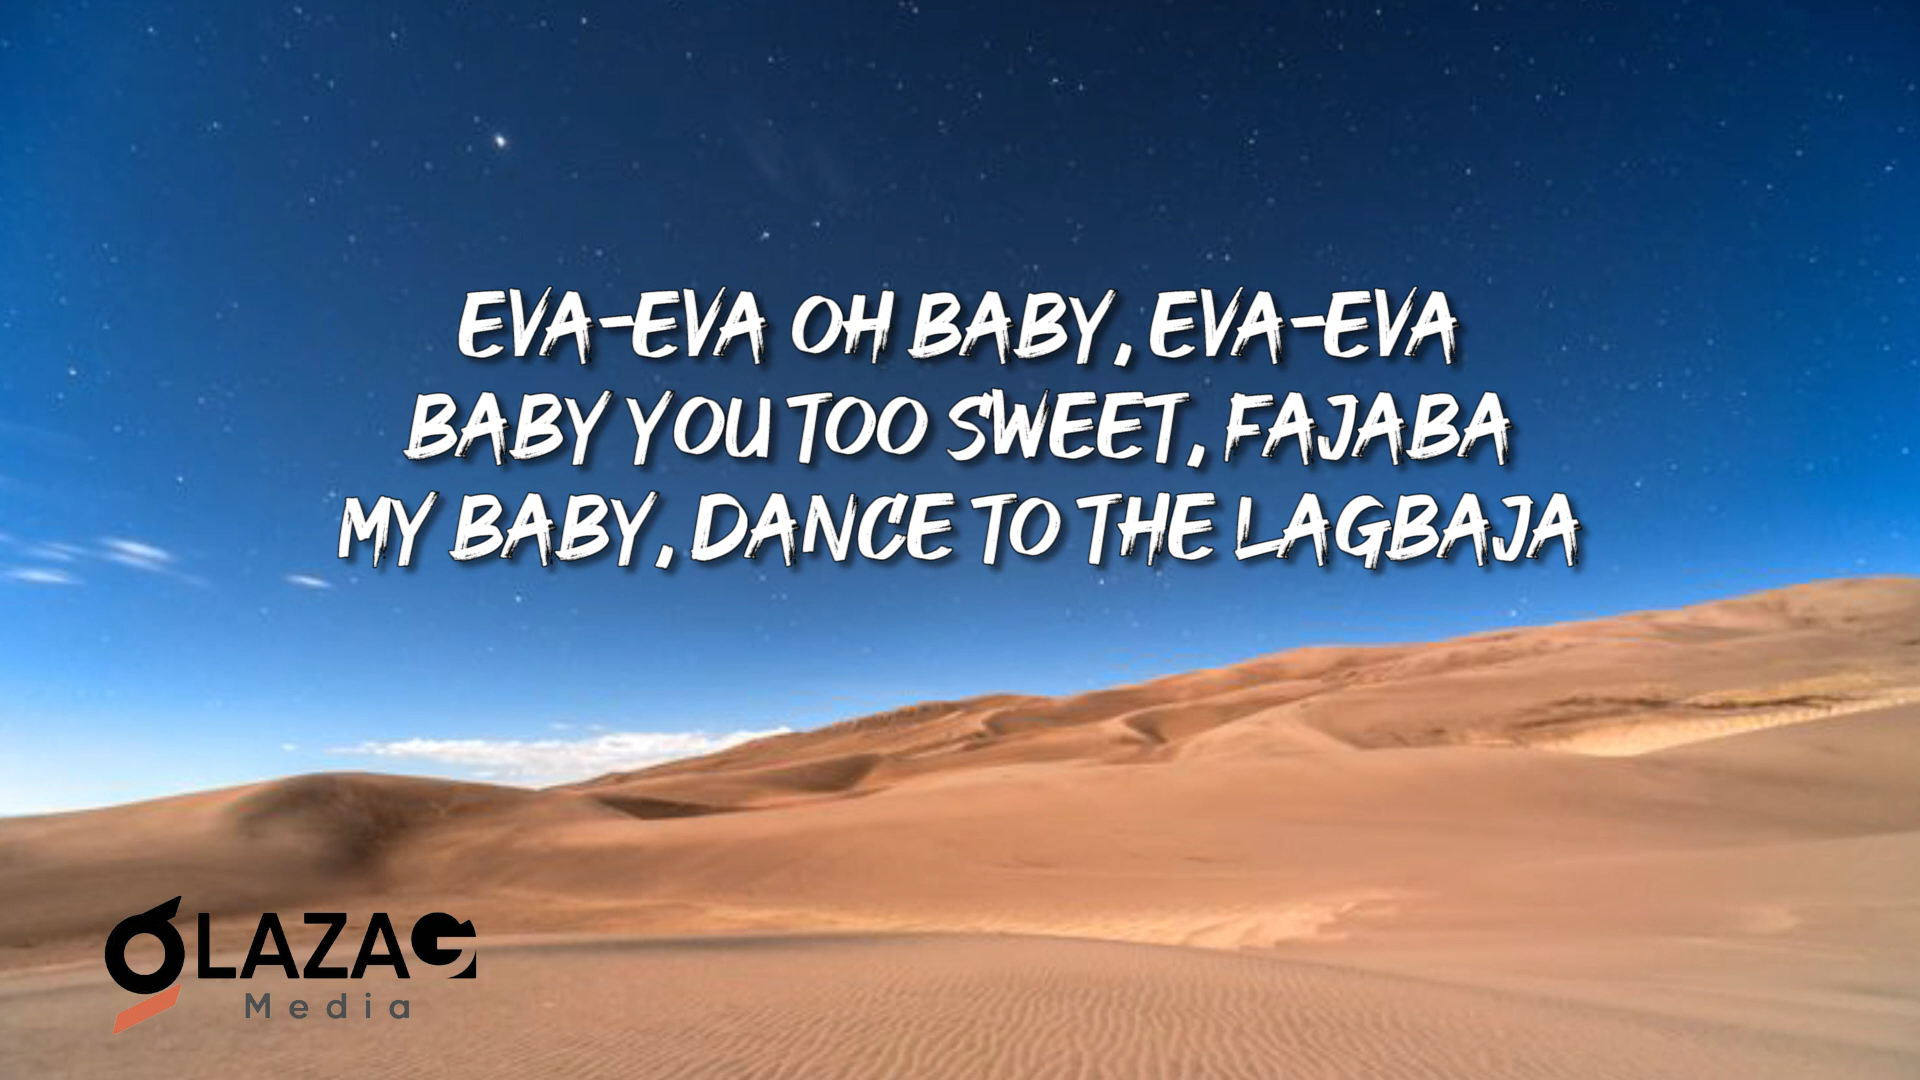 EVA-EVA OH BABY, EVA-EVA
BABY YOU TOO SWEET, FAJABA
MY BABY, DANCE TO THE LAGBAJA
OLAZAG
Media